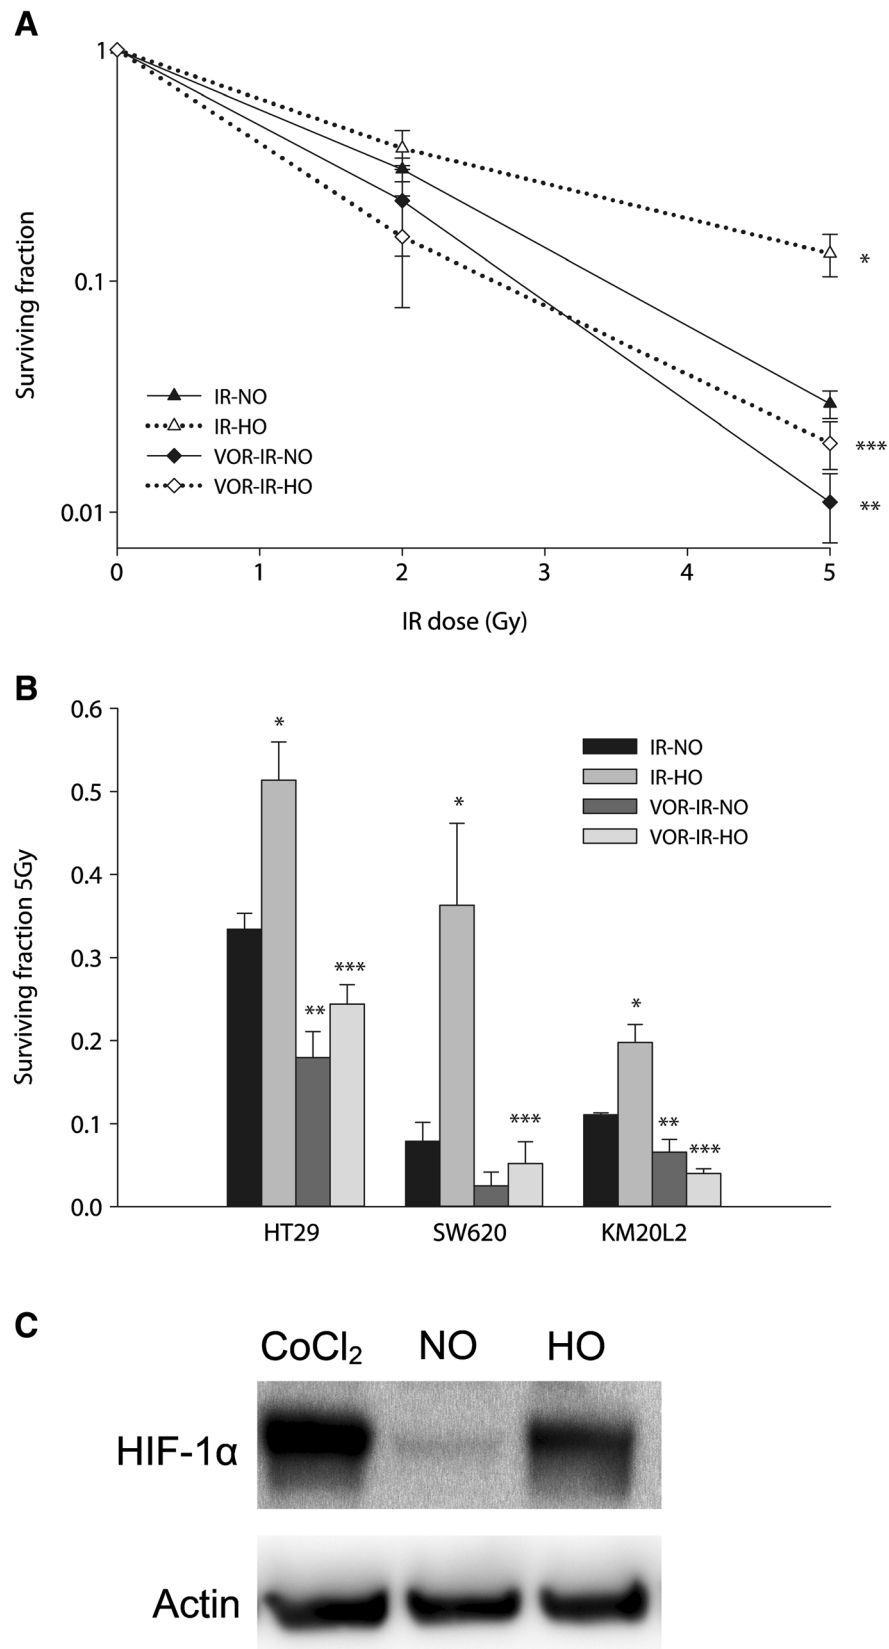 A
1
0.1
0.01
Surviving fraction
IR-NO
IR-HO
VOR-IR-NO
VOR-IR-HO
*
***
**
0 1 2 3 4 5
IR dose (Gy)
B
0.6
0.5
0.4
0.3
0.2
0.1
0.0
Surviving fraction 5Gy
IR-NO
IR-HO
VOR-IR-NO
VOR-IR-HO
* ** ***
* ***
* ** ***
HT29 SW620 KM20L2
C
CoCl₂ NO HO
HIF-1α
Actin